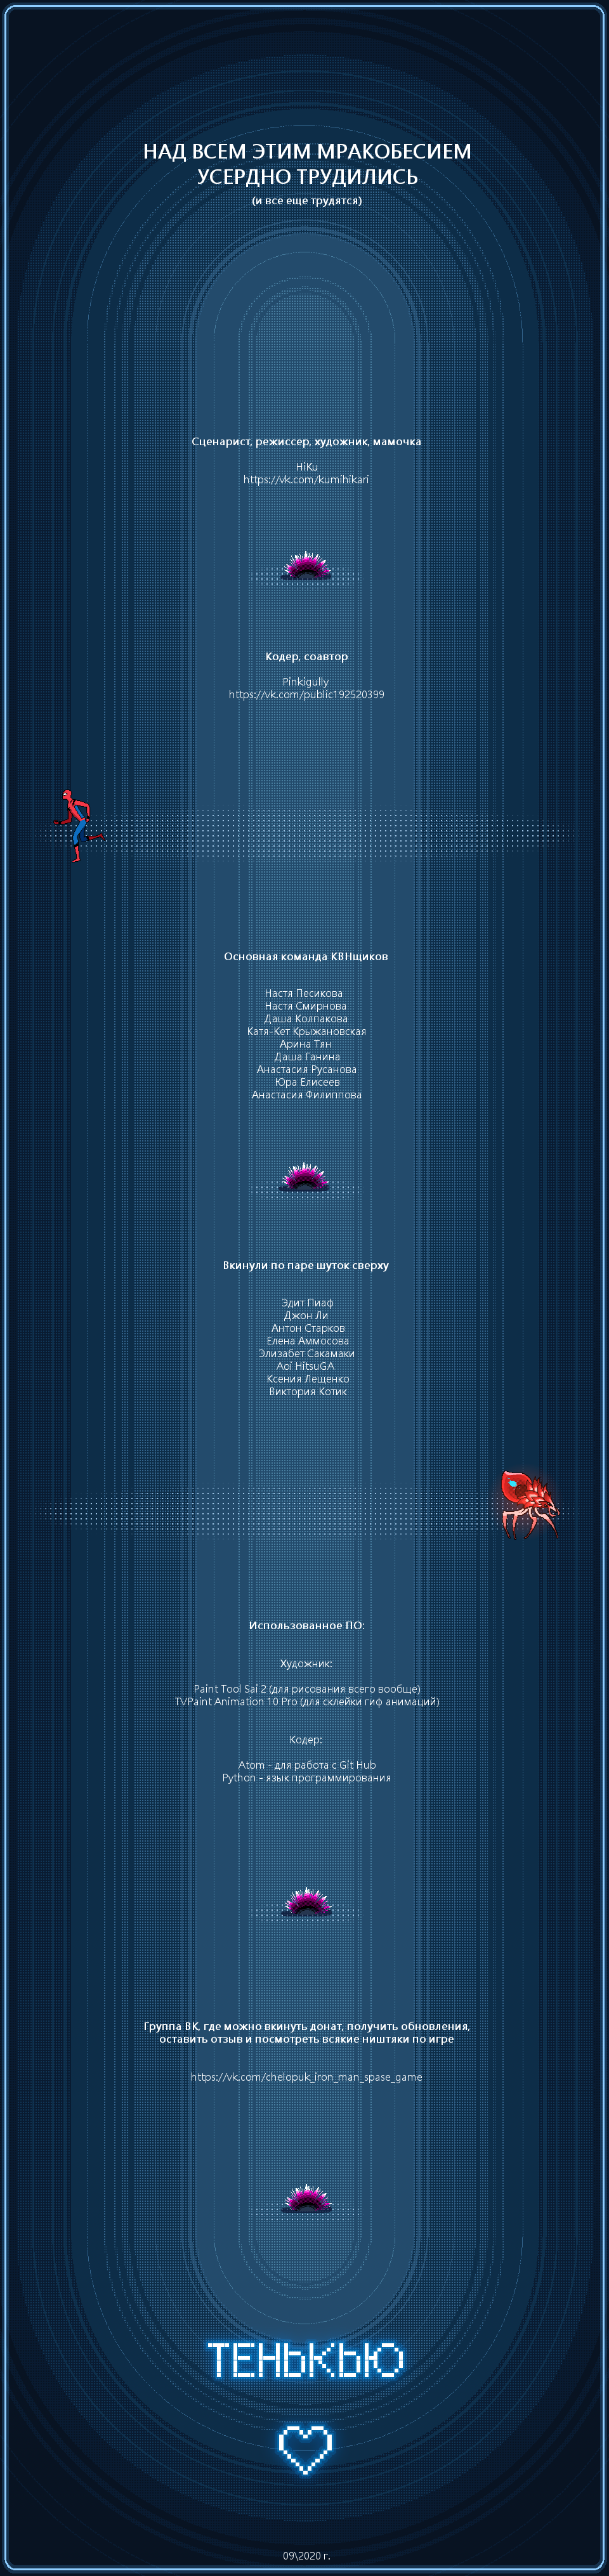 НАД ВСЕМ ЭТИМ МРАКОБЕСИЕМ
УСЕРДНО ТРУДИЛИСЬ
(и все еще трудятся)
Сценарист, режиссер, художник, мамочка
HiKu
https://vk.com/kumihikari
Кодер, соавтор
Pinkigully
https://vk.com/public192520399
Основная команда КВНщиков
Настя Песикова
Настя Смирнова
Даша Колпакова
Катя-Кет Крыжановская
Арина Тян
Даша Ганина
Анастасия Русанова
Юра Елисеев
Анастасия Филиппова
Вкинули по паре шуток сверху
Эдит Пиаф
Джон Ли
Антон Старков
Елена Аммосова
Элизабет Сакамаки
Aoi HitsuGA
Ксения Лещенко
Виктория Котик
Использованное ПО:
Художник:
Paint Tool Sai 2 (для рисования всего вообще)
TVPaint Animation 10 Pro (для склейки гиф анимаций)
Кодер:
Atom - для работа с Git Hub
Python - язык программирования
Группа ВК, где можно вкинуть донат, получить обновления,
оставить отзыв и посмотреть всякие ништяки по игре
https://vk.com/chelopuk_iron_man_spase_game
ТЕНЬКЬЮ
09\2020 г.